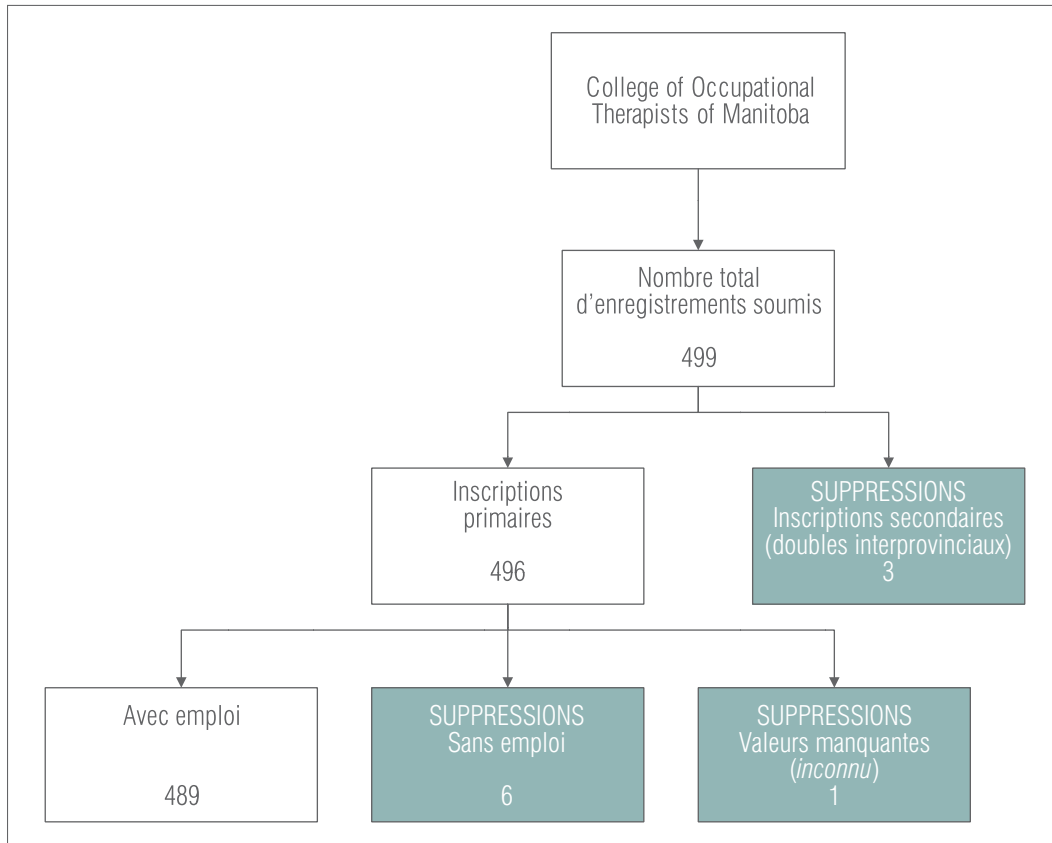 College of Occupational
Therapists of Manitoba
Nombre total
d'enregistrements soumis
499
Inscriptions
primaires
496
SUPPRESSIONS
Inscriptions secondaires
(doubles interprovinciaux)
3
Avec emploi
489
SUPPRESSIONS
Sans emploi
6
SUPPRESSIONS
Valeurs manquantes
(inconnu)
1